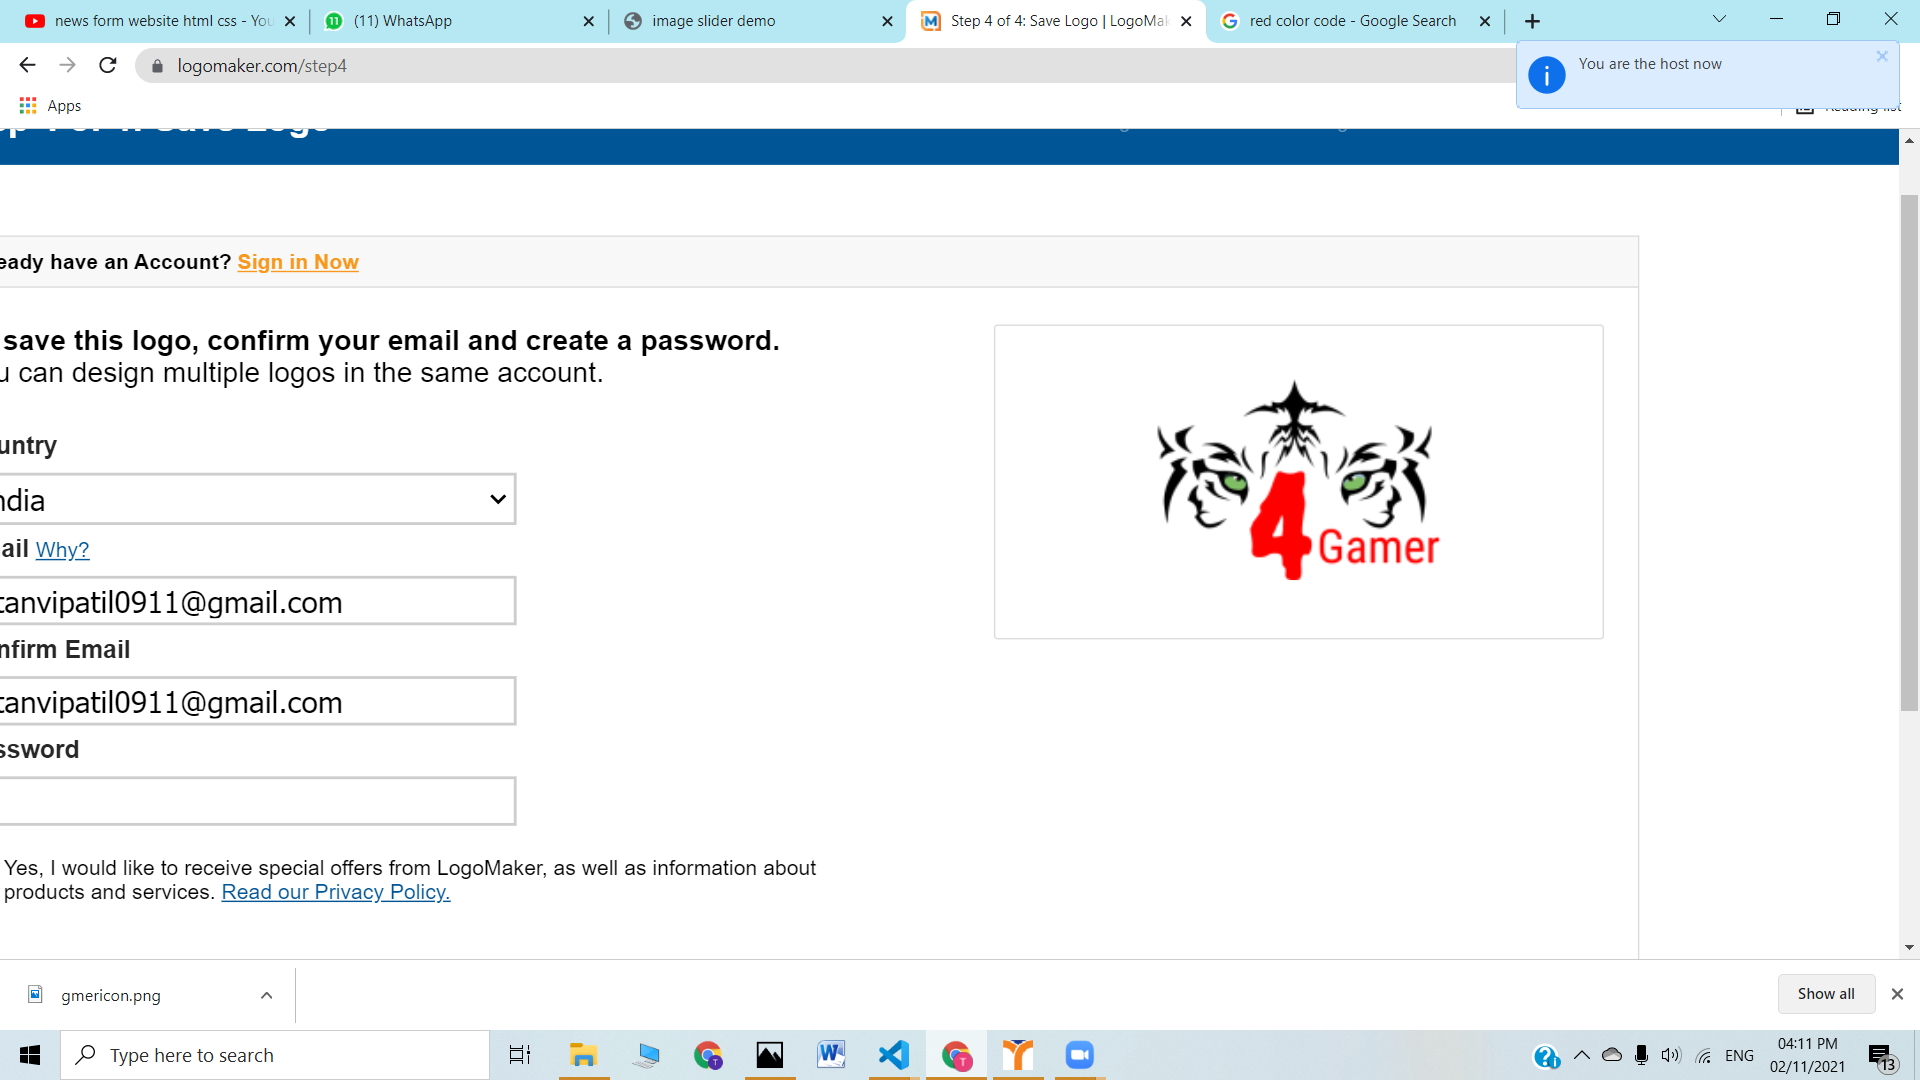 news form website html css - You
(11) WhatsApp
image slider demo
Step 4 of 4: Save Logo | LogoMak
red color code - Google Search
logomaker.com/step4
You are the host now
Apps
eady have an Account? Sign in Now
save this logo, confirm your email and create a password.
u can design multiple logos in the same account.
untry
ndia
ail Why?
tanvipatil0911@gmail.com
nfirm Email
tanvipatil0911@gmail.com
ssword
Yes, I would like to receive special offers from LogoMaker, as well as information about
products and services. Read our Privacy Policy.
4 Gamer
gmericon.png
Show all
Type here to search
ENG
04:11 PM
02/11/2021
13